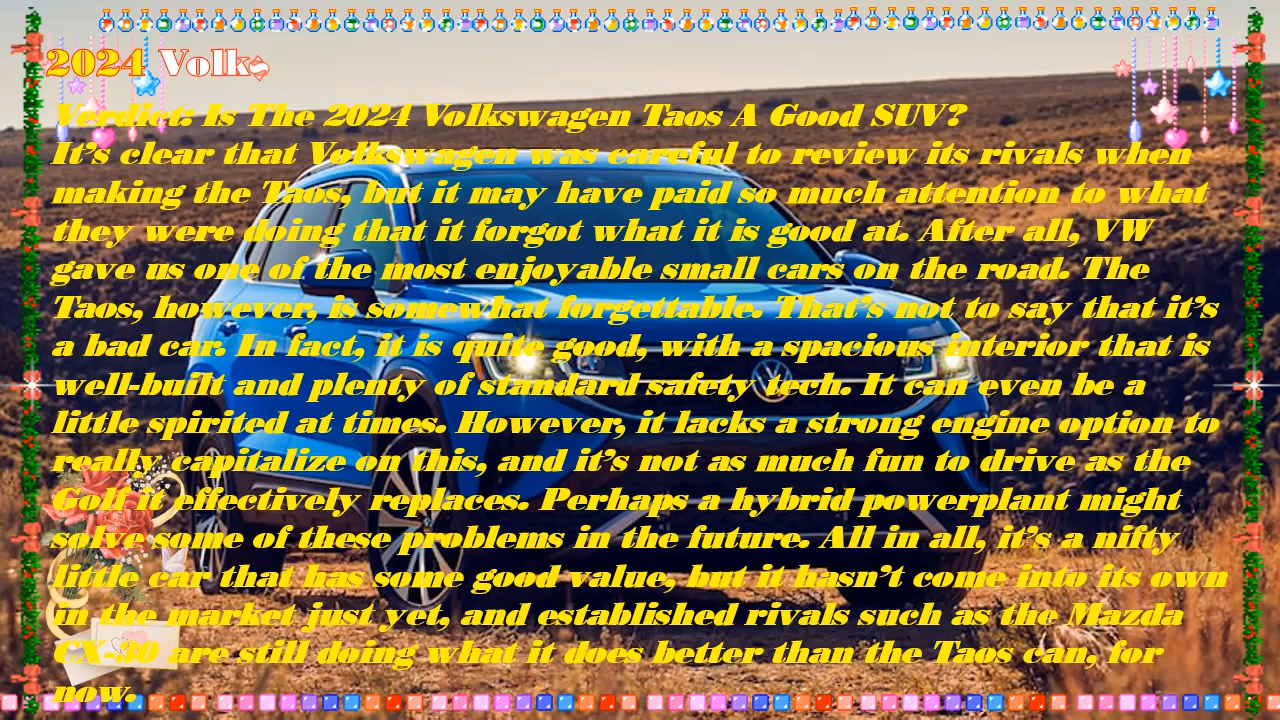 2024 Volks
Verdict: Is The 2024 Volkswagen Taos A Good SUV?
It’s clear that Volkswagen was careful to review its rivals when
making the Taos, but it may have paid so much attention to what
they were doing that it forgot what it is good at. After all, VW
gave us one of the most enjoyable small cars on the road. The
Taos, however, is somewhat forgettable. That’s not to say that it’s
a bad car. In fact, it is quite good, with a spacious interior that is
well-built and plenty of standard safety tech. It can even be a
little spirited at times. However, it lacks a strong engine option to
really capitalize on this, and it’s not as much fun to drive as the
Golf it effectively replaces. Perhaps a hybrid powerplant might
solve some of these problems in the future. All in all, it’s a nifty
little car that has some good value, but it hasn’t come into its own
in the market just yet, and established rivals such as the Mazda
CX-30 are still doing what it does better than the Taos can, for
now.